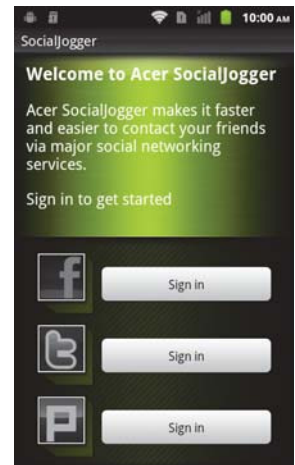 10:00 AM
SocialJogger
Welcome to Acer SocialJogger
Acer SocialJogger makes it faster
and easier to contact your friends
via major social networking
services.
Sign in to get started
f
Sign in
t
Sign in
P
Sign in